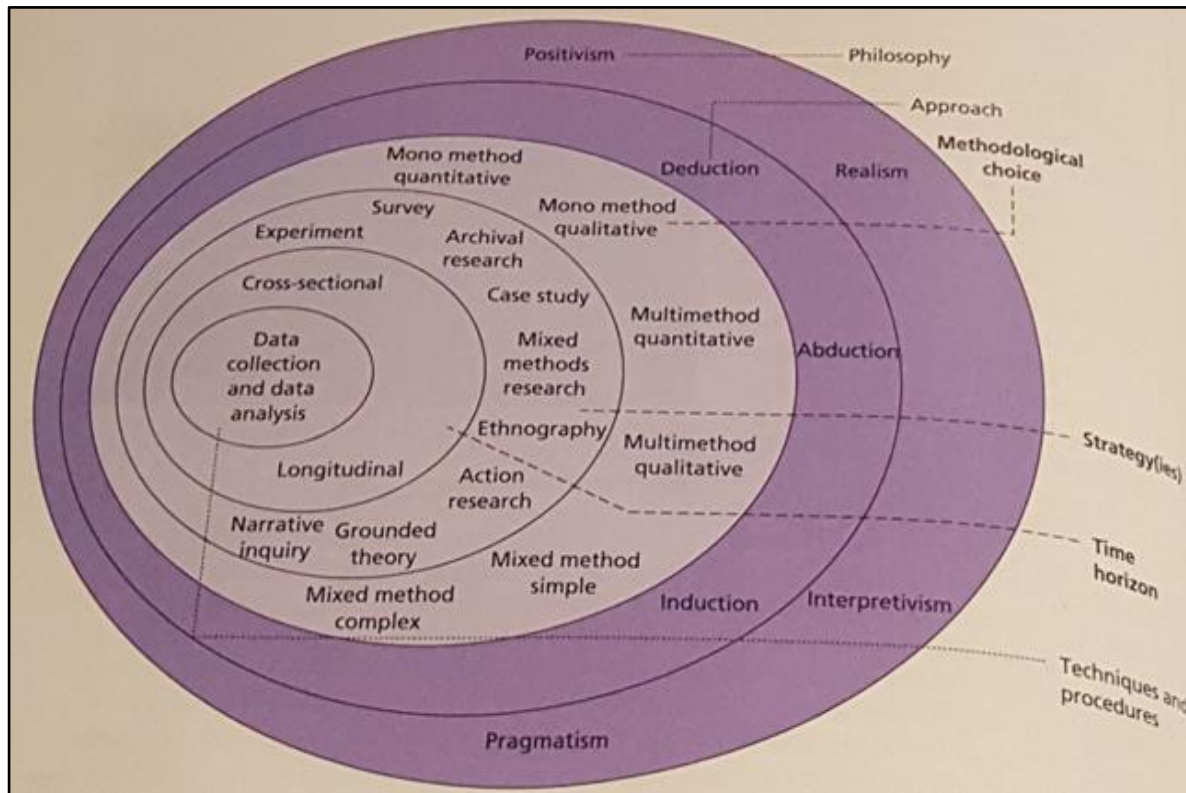 Positivism
Philosophy
Approach
Methodological
choice
Deduction
Realism
Mono method
quantitative
Mono method
qualitative
Survey
Experiment
Archival
research
Cross-sectional
Case study
Multimethod
quantitative
Abduction
Data
collection
and data
analysis
Mixed
methods
research
Strategy(ies)
Ethnography
Multimethod
qualitative
Longitudinal
Action
research
Time
horizon
Narrative
inquiry
Grounded
theory
Mixed method
simple
Mixed method
complex
Induction
Interpretivism
Techniques and
procedures
Pragmatism